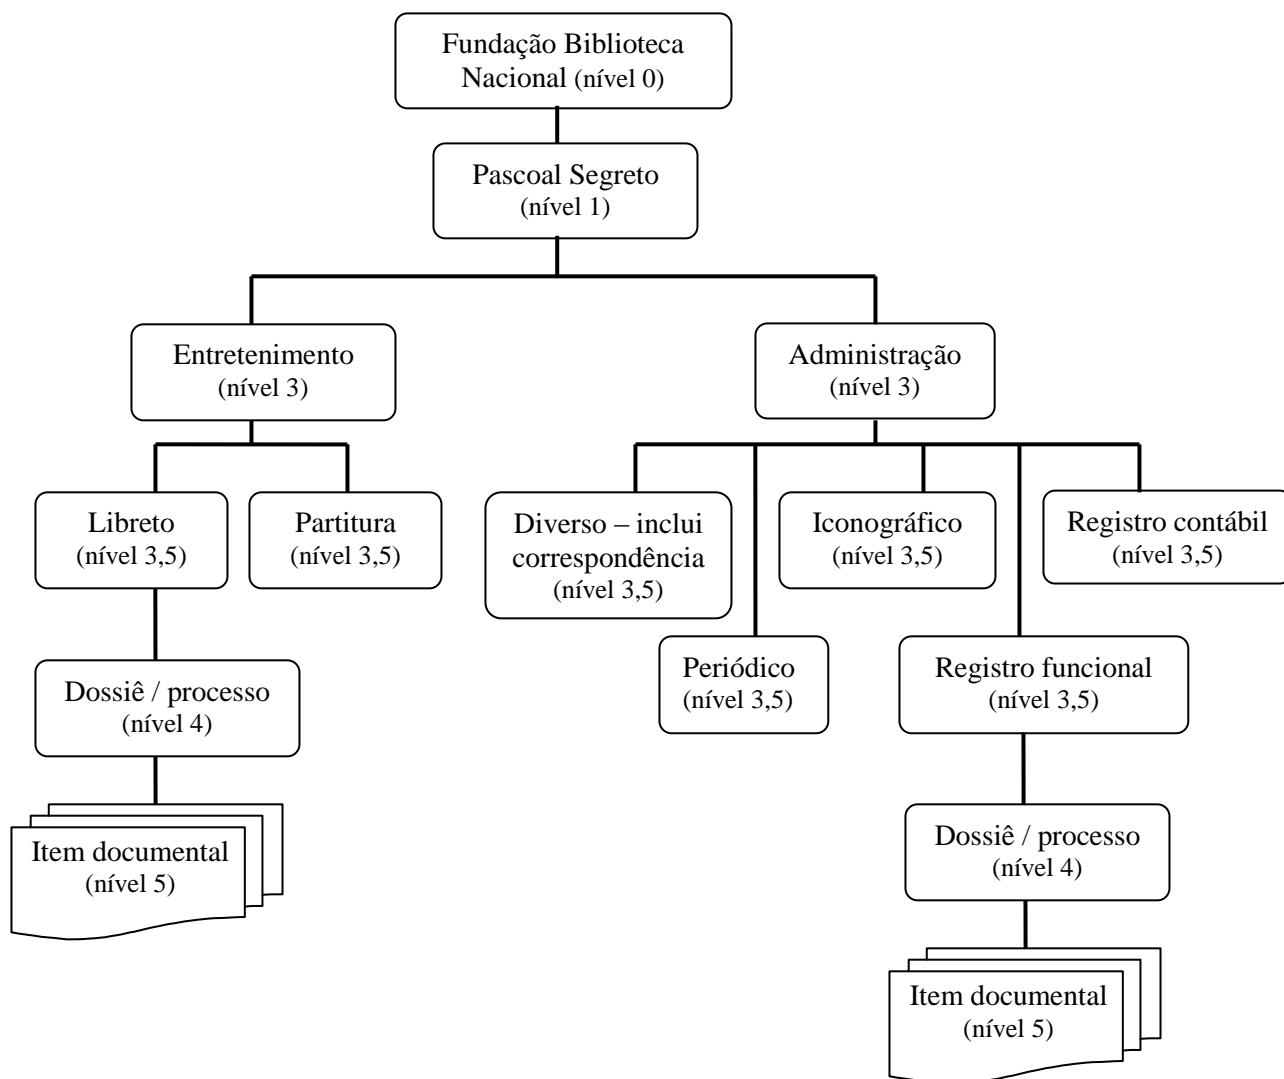 Fundação Biblioteca
Nacional (nível 0)
Pascoal Segreto
(nível 1)
Entretenimento
(nível 3)
Administração
(nível 3)
Libreto
(nível 3,5)
Partitura
(nível 3,5)
Diverso – inclui
correspondência
(nível 3,5)
Iconográfico
(nível 3,5)
Registro contábil
(nível 3,5)
Periódico
(nível 3,5)
Registro funcional
(nível 3,5)
Dossiê / processo
(nível 4)
Item documental
(nível 5)
Dossiê / processo
(nível 4)
Item documental
(nível 5)